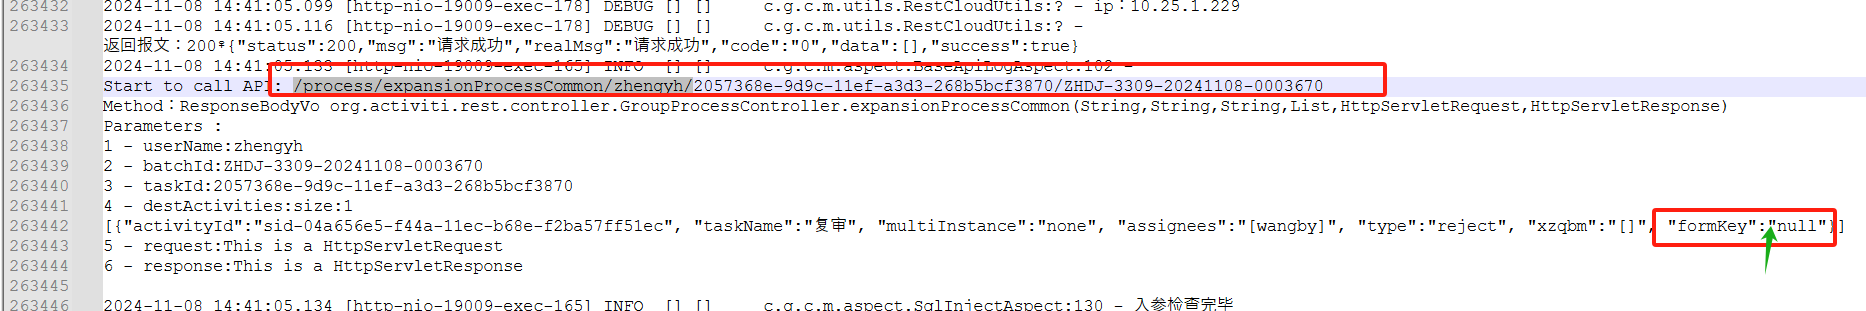 263432 2024-11-08 14:41:05.099 [http-nio-19009-exec-178] DEBUG [] [] c.g.c.m.utils.RestCloudUtils:? - ip：10.25.1.229
263433 2024-11-08 14:41:05.116 [http-nio-19009-exec-178] DEBUG [] [] c.g.c.m.utils.RestCloudUtils:? -
返回报文：200*{"status":200,"msg":"请求成功","realMsg":"请求成功","code":"0","data":[],"success":true}
263434 2024-11-08 14:41:05.133 [http-nio-19009-exec-165] INFO [] [] c.g.c.m.aspect.BaseApiLogAspect:102 -
263435 Start to call API: /process/expansionProcessCommon/zhengyh/2057368e-9d9c-11ef-a3d3-268b5bcf3870/ZHDJ-3309-20241108-0003670
263436 Method：ResponseBodyVo org.activiti.rest.controller.GroupProcessController.expansionProcessCommon(String,String,String,List,HttpServletRequest,HttpServletResponse)
263437 Parameters :
263438 1 - userName:zhengyh
263439 2 - batchId:ZHDJ-3309-20241108-0003670
263440 3 - taskId:2057368e-9d9c-11ef-a3d3-268b5bcf3870
263441 4 - destActivities:size:1
263442 [{"activityId":"sid-04a656e5-f44a-11ec-b68e-f2ba57ff51ec", "taskName":"复审", "multiInstance":"none", "assignees":"[wangby]", "type":"reject", "xzqbm":"[]", "formKey":"null"}]
263443 5 - request:This is a HttpServletRequest
263444 6 - response:This is a HttpServletResponse
263445
263446 2024-11-08 14:41:05.134 [http-nio-19009-exec-165] INFO [] [] c.g.c.m.aspect.SqlInjectAspect:130 - 入参检查完毕